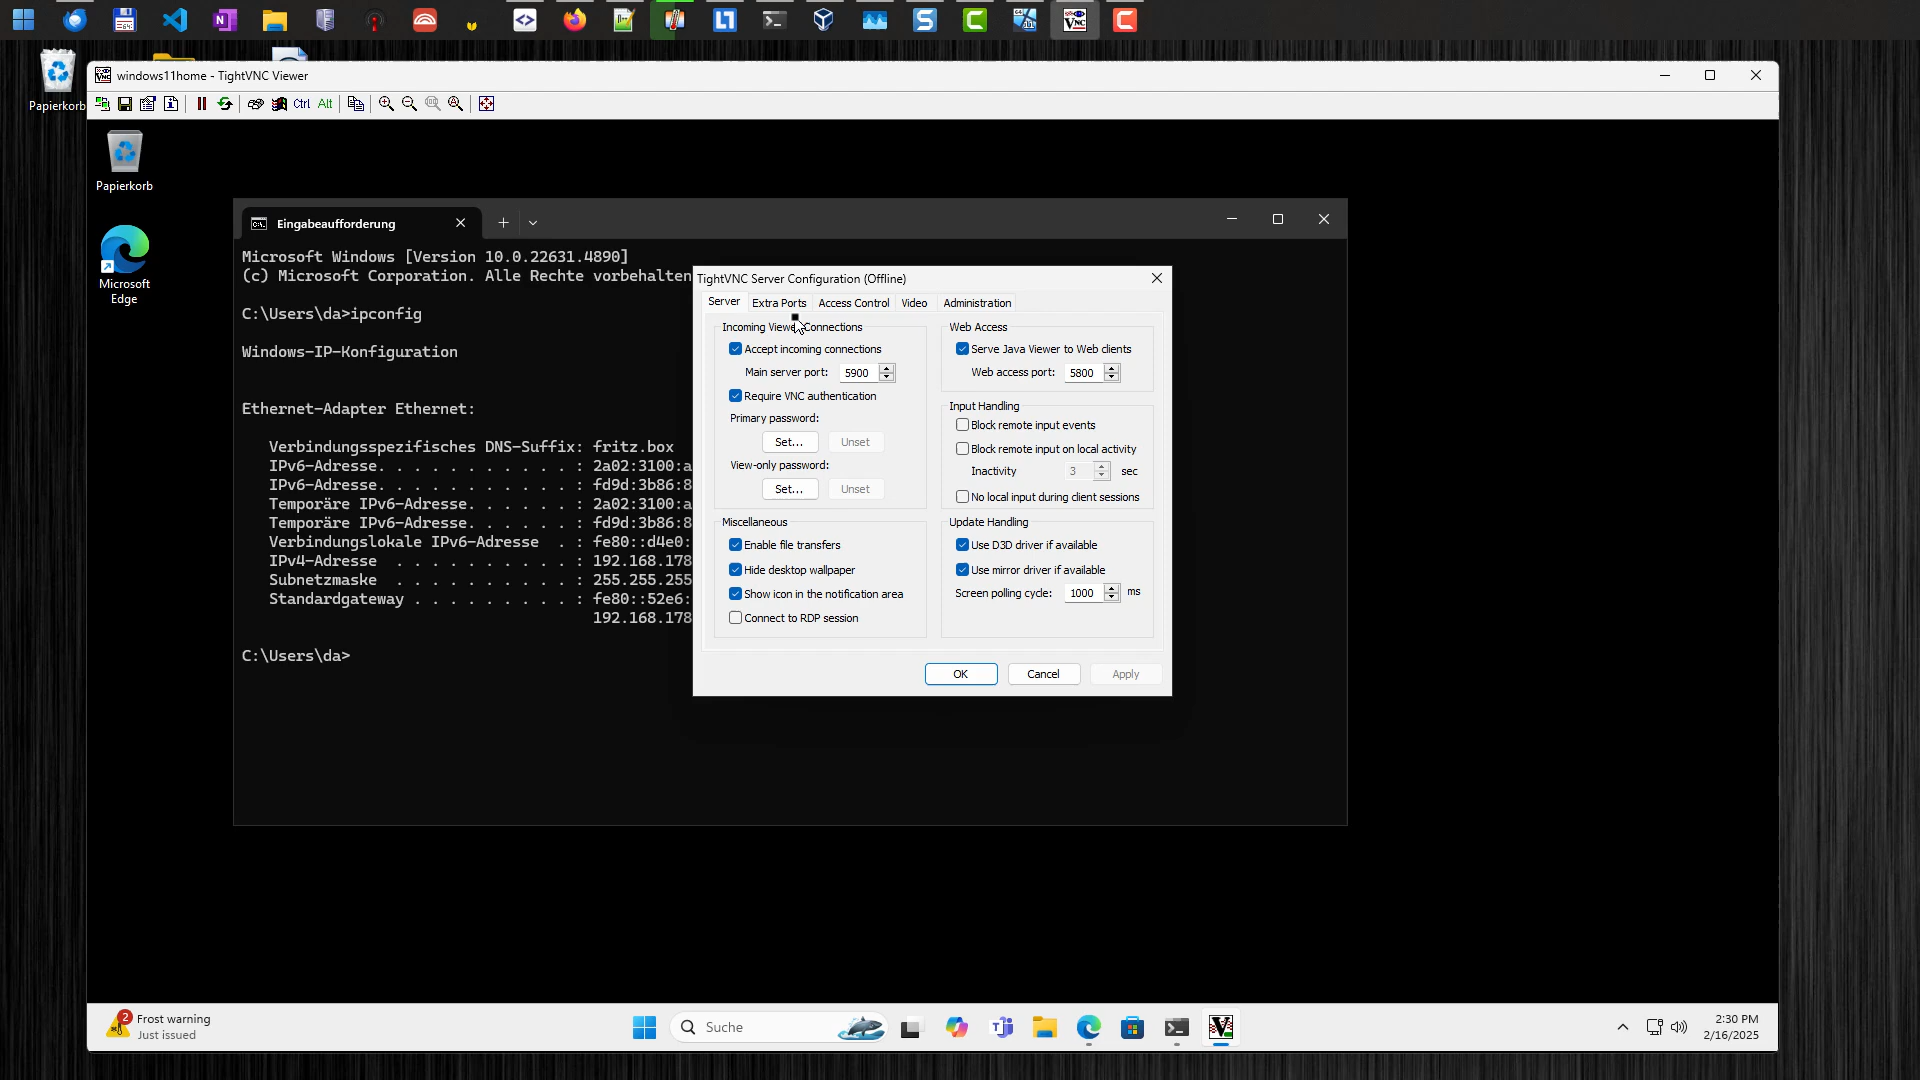 Papierkorb
windows11home - TightVNC Viewer
Ctrl Alt
Papierkorb
Microsoft
Edge
Eingabeaufforderung
Microsoft Windows [Version 10.0.22631.4890]
(c) Microsoft Corporation. Alle Rechte vorbehalten
C:\Users\da>ipconfig
Windows-IP-Konfiguration
Ethernet-Adapter Ethernet:
Verbindungsspezifisches DNS-Suffix: fritz.box
IPv6-Adresse. . . . . . . . . . . : 2a02:3100:a
IPv6-Adresse. . . . . . . . . . . : fd9d:3b86:8
Temporäre IPv6-Adresse. . . . . . : 2a02:3100:a
Temporäre IPv6-Adresse. . . . . . : fd9d:3b86:8
Verbindungslokale IPv6-Adresse  . : fe80::d4e0:
IPv4-Adresse  . . . . . . . . . . : 192.168.178
Subnetzmaske  . . . . . . . . . . : 255.255.255
Standardgateway . . . . . . . . . : fe80::52e6:
192.168.178
C:\Users\da>
TightVNC Server Configuration (Offline)
Server Extra Ports Access Control Video Administration
Incoming Viewer Connections
Accept incoming connections
Main server port: 5900
Require VNC authentication
Primary password:
Set... Unset
View-only password:
Set... Unset
Miscellaneous
Enable file transfers
Hide desktop wallpaper
Show icon in the notification area
Connect to RDP session
Web Access
Serve Java Viewer to Web clients
Web access port: 5800
Input Handling
Block remote input events
Block remote input on local activity
Inactivity 3 sec
No local input during client sessions
Update Handling
Use D3D driver if available
Use mirror driver if available
Screen polling cycle: 1000 ms
OK Cancel Apply
2
Frost warning
Just issued
Suche
2:30 PM
2/16/2025